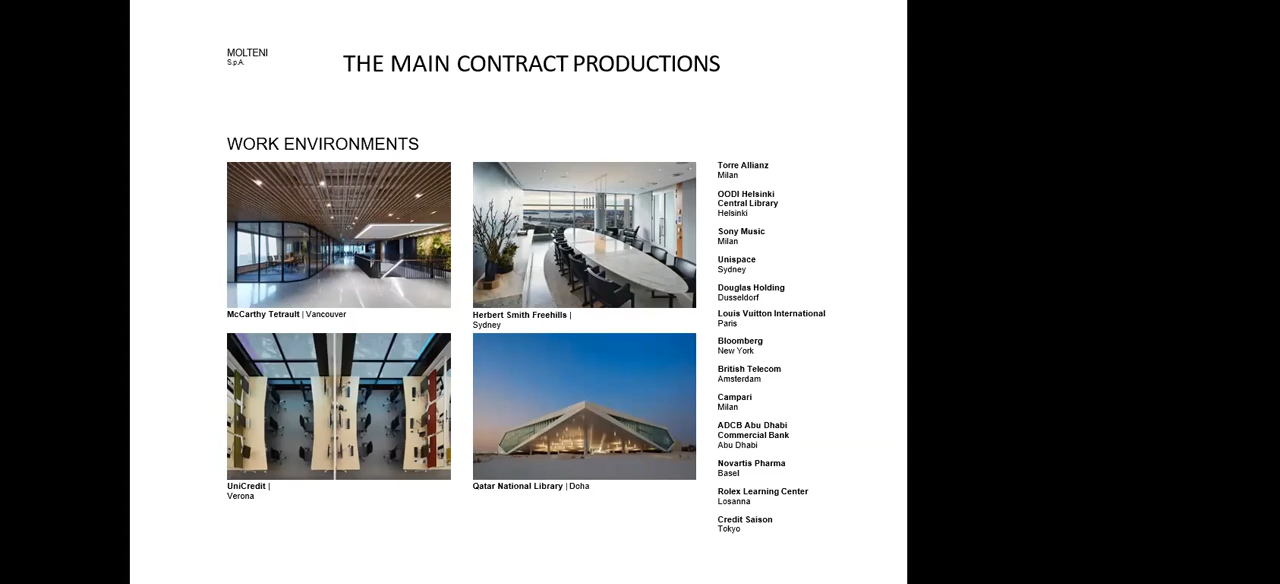 MOLTENI
S.p.A.
THE MAIN CONTRACT PRODUCTIONS
WORK ENVIRONMENTS
McCarthy Tetrault | Vancouver
Herbert Smith Freehills |
Sydney
UniCredit |
Verona
Qatar National Library | Doha
Torre Allianz
Milan
OODI Helsinki
Central Library
Helsinki
Sony Music
Milan
Unispace
Sydney
Douglas Holding
Dusseldorf
Louis Vuitton International
Paris
Bloomberg
New York
British Telecom
Amsterdam
Campari
Milan
ADCB Abu Dhabi
Commercial Bank
Abu Dhabi
Novartis Pharma
Basel
Rolex Learning Center
Losanna
Credit Saison
Tokyo